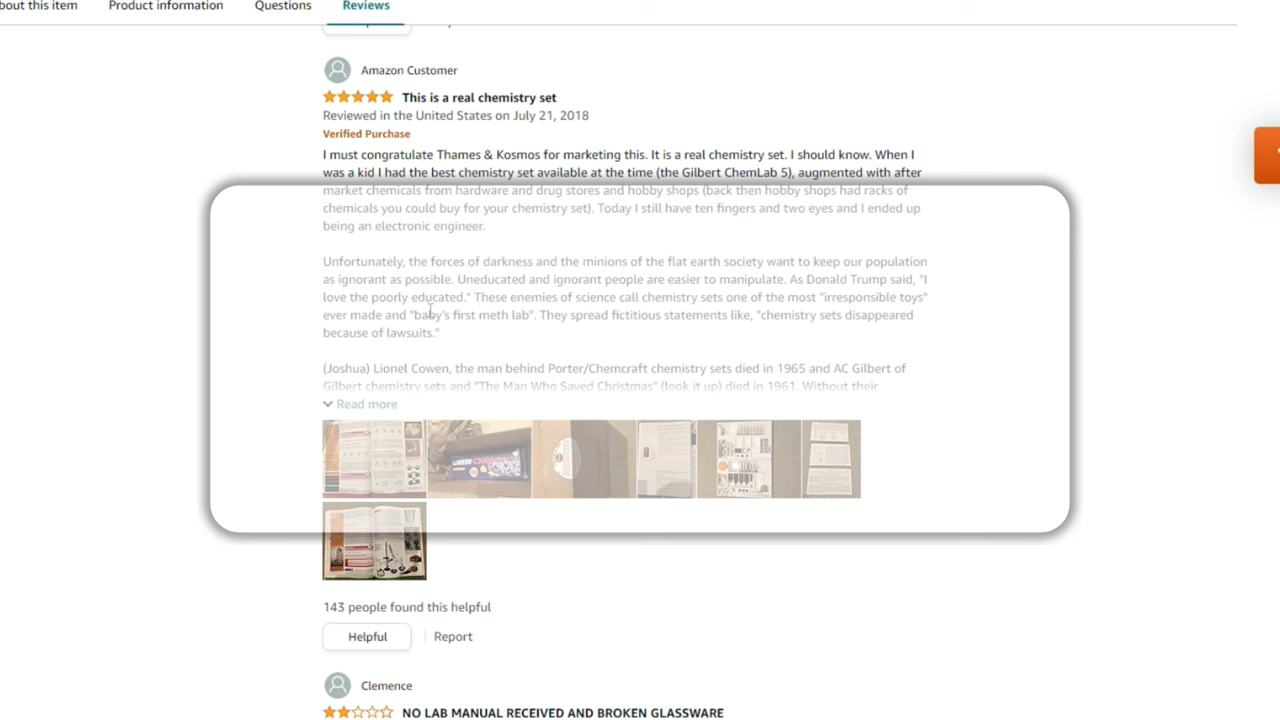 bout this item
Product information
Questions
Reviews
Amazon Customer
This is a real chemistry set
Reviewed in the United States on July 21, 2018
Verified Purchase
I must congratulate Thames & Kosmos for marketing this. It is a real chemistry set. I should know. When I
was a kid I had the best chemistry set available at the time (the Gilbert ChemLab 5), augmented with after
market chemicals from hardware and drug stores and hobby shops (back then hobby shops had racks of
chemicals you could buy for your chemistry set). Today I still have ten fingers and two eyes and I ended up
being an electronic engineer.
Unfortunately, the forces of darkness and the minions of the flat earth society want to keep our population
as ignorant as possible. Uneducated and ignorant people are easier to manipulate. As Donald Trump said, "I
love the poorly educated." These enemies of science call chemistry sets one of the most "irresponsible toys"
ever made and "baby's first meth lab". They spread fictitious statements like, "chemistry sets disappeared
because of lawsuits."
(Joshua) Lionel Cowen, the man behind Porter/Chemcraft chemistry sets died in 1965 and AC Gilbert of
Gilbert chemistry sets and "The Man Who Saved Christmas" (look it up) died in 1961. Without their
Read more
143 people found this helpful
Helpful
Report
Clemence
NO LAB MANUAL RECEIVED AND BROKEN GLASSWARE